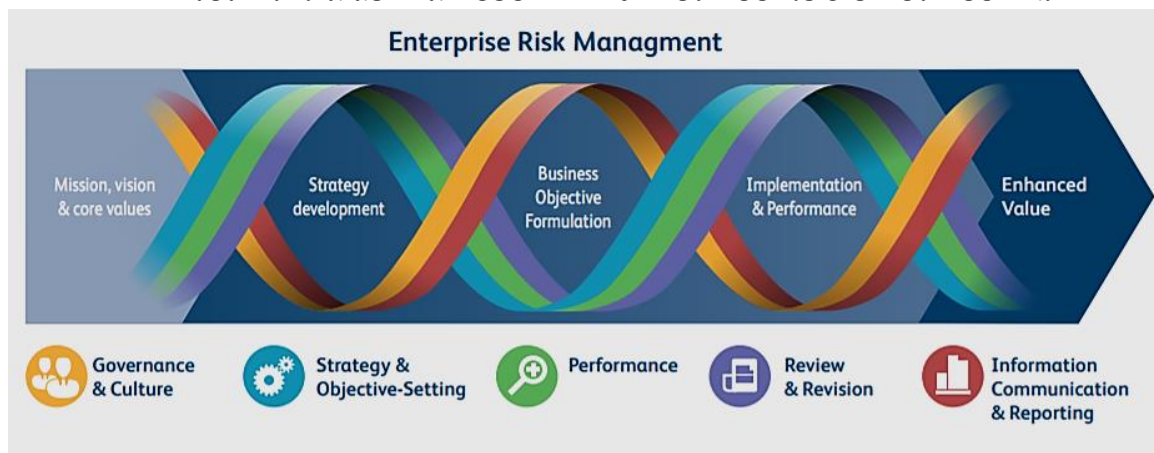 Enterprise Risk Managment
Mission, vision
& core values
Strategy
development
Business
Objective
Formulation
Implementation
& Performance
Enhanced
Value
Governance
& Culture
Strategy &
Objective-Setting
Performance
Review
& Revision
Information
Communication
& Reporting